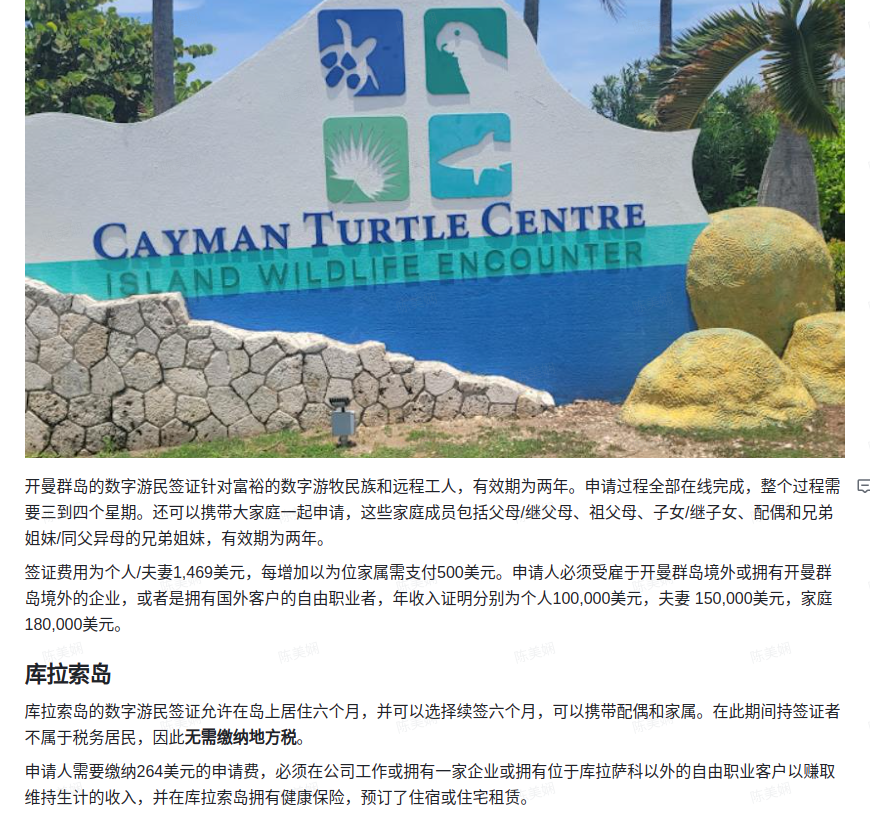 CAYMAN TURTLE CENTRE
ISLAND WILDLIFE ENCOUNTER
开曼群岛的数字游民签证针对富裕的数字游牧民族和远程工人，有效期为两年。申请过程全部在线完成，整个过程需
要三到四个星期。还可以携带大家庭一起申请，这些家庭成员包括父母/继父母、祖父母、子女/继子女、配偶和兄弟
姐妹/同父异母的兄弟姐妹，有效期为两年。
签证费用为个人/夫妻1,469美元，每增加以为位家属需支付500美元。申请人必须受雇于开曼群岛境外或拥有开曼群
岛境外的企业，或者是拥有国外客户的自由职业者，年收入证明分别为个人100,000美元，夫妻 150,000美元，家庭
180,000美元。
陈美娴 陈美娴 陈美娴 陈美娴
库拉索岛
库拉索岛的数字游民签证允许在岛上居住六个月，并可以选择续签六个月，可以携带配偶和家属。在此期间持签证者
不属于税务居民，因此无需缴纳地方税。
申请人需要缴纳264美元的申请费，必须在公司工作或拥有一家企业或拥有位于库拉萨科以外的自由职业客户以赚取
维持生计的收入，并在库拉索岛拥有健康保险，预订了住宿或住宅租赁。